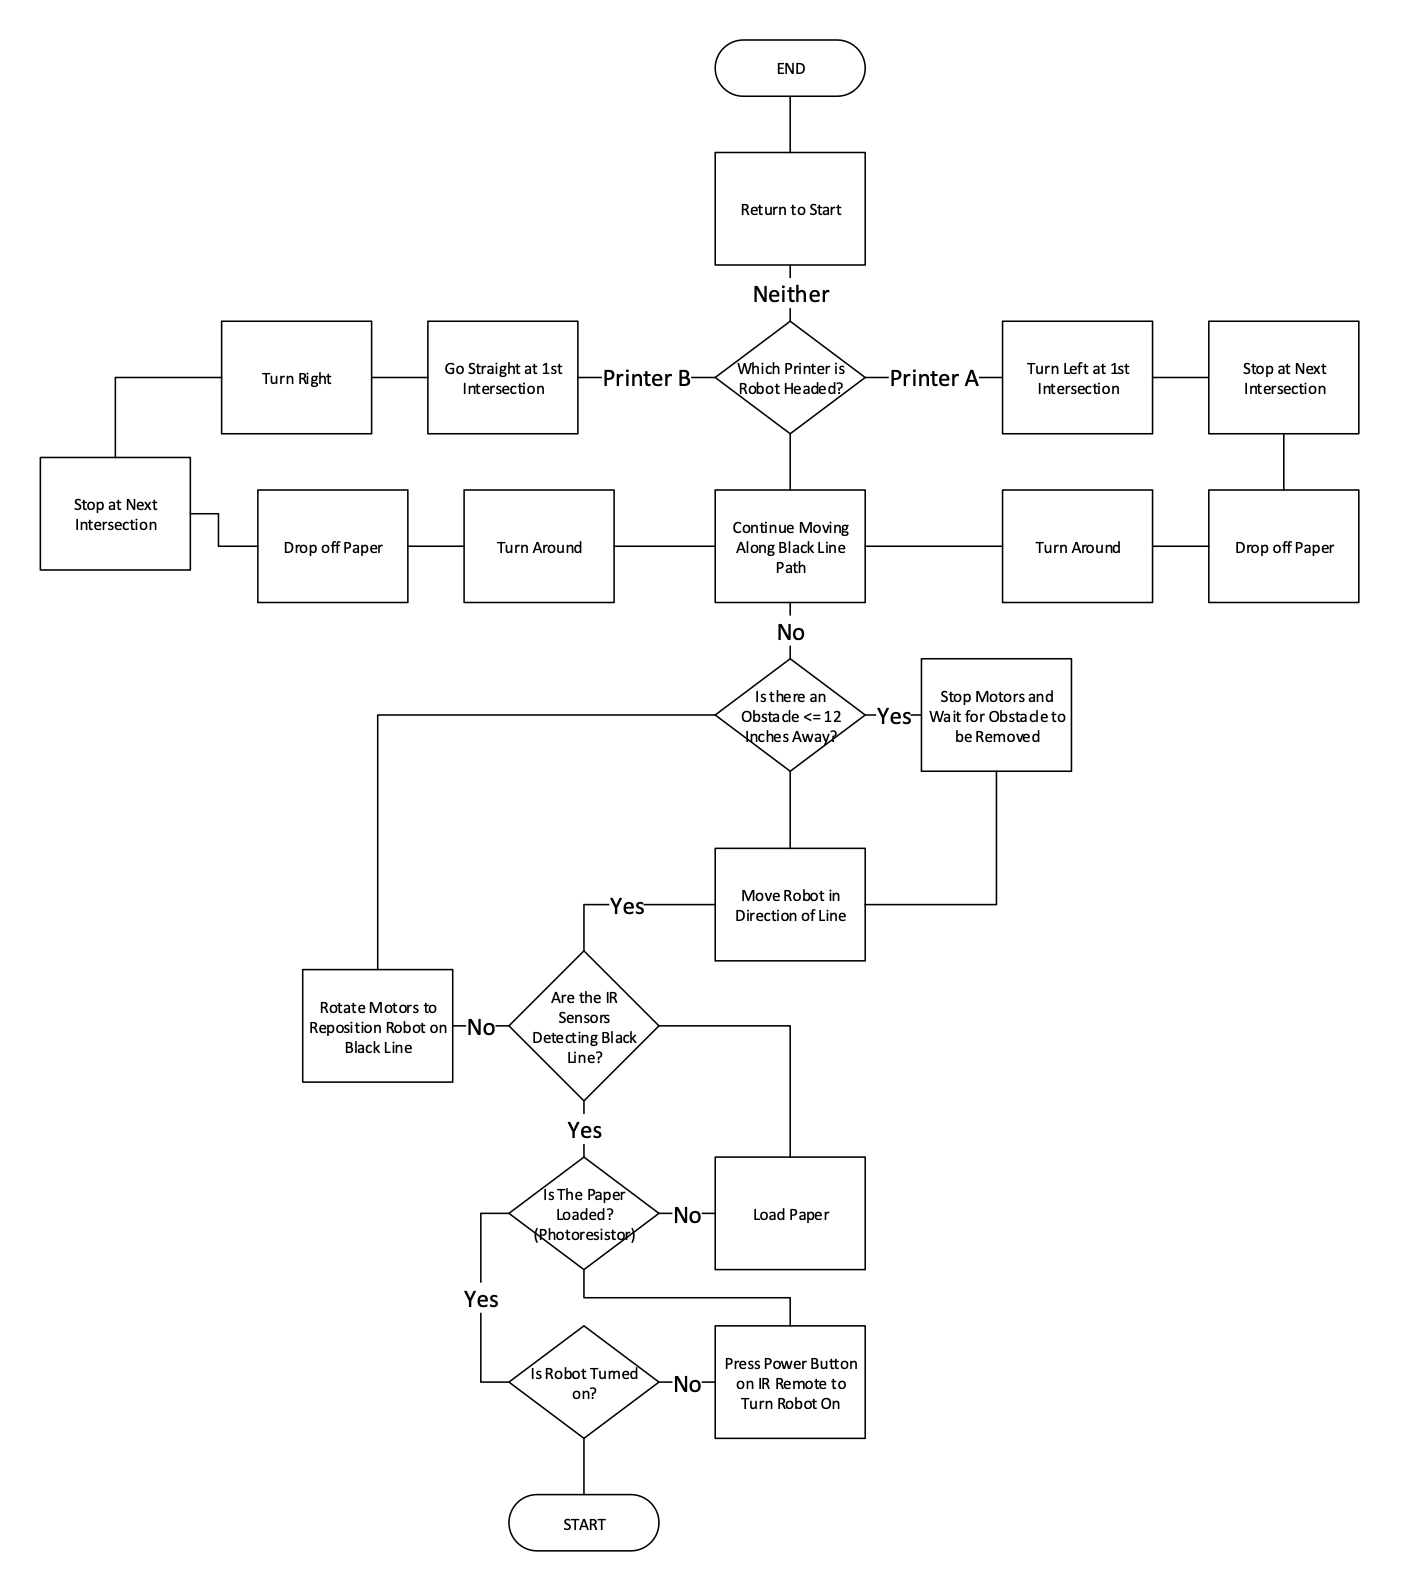 END
Return to Start
Neither
Turn Right
Go Straight at 1st
Intersection
Printer B
Which Printer is
Robot Headed?
Printer A
Turn Left at 1st
Intersection
Stop at Next
Intersection
Stop at Next
Intersection
Drop off Paper
Turn Around
Continue Moving
Along Black Line
Path
Turn Around
Drop off Paper
No
Is there an
Obstacle <= 12
Inches Away?
Yes
Stop Motors and
Wait for Obstacle to
be Removed
Move Robot in
Direction of Line
Yes
Rotate Motors to
Reposition Robot on
Black Line
No
Are the IR
Sensors
Detecting Black
Line?
Yes
Is The Paper
Loaded?
(Photoresistor)
No
Load Paper
Yes
Is Robot Turned
on?
No
Press Power Button
on IR Remote to
Turn Robot On
START